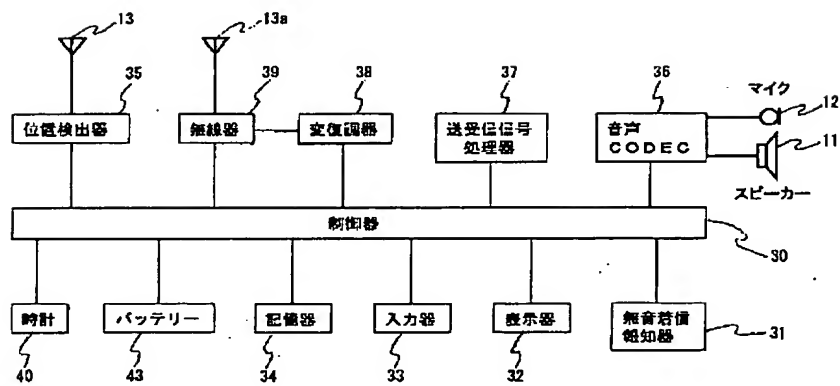 13
13a
35
39
38
37
36
マイク
12
位置検出器
無線器
変復調器
送受信信号
処理器
音声
CODEC
11
スピーカー
制御器
30
時計
バッテリー
記憶器
入力器
表示器
無音着信
報知器
40
43
34
33
32
31